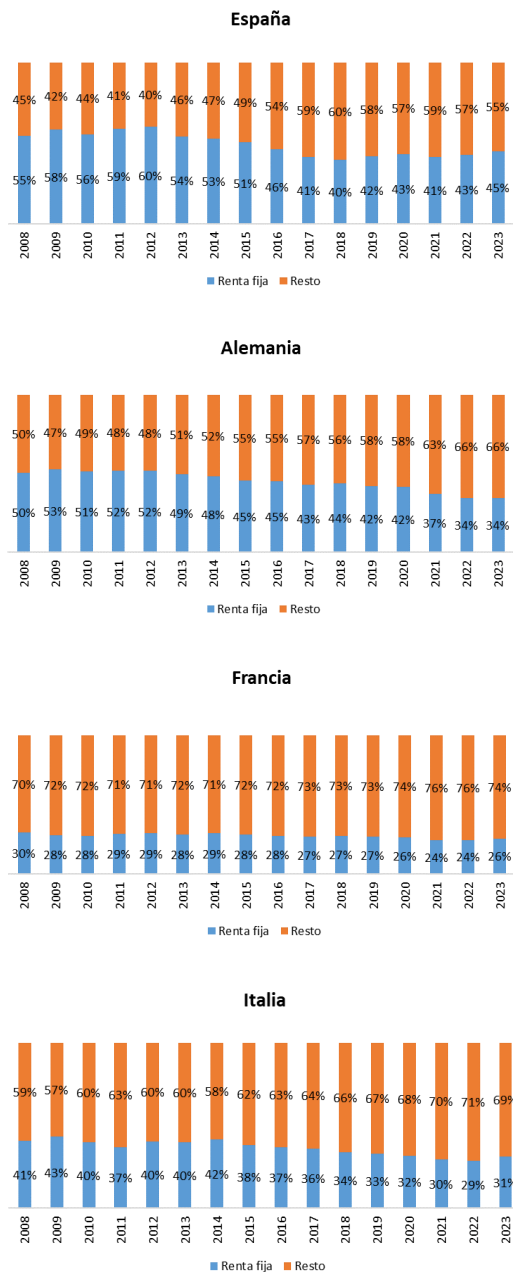 España
45% 42% 44% 41% 40% 46% 47% 49% 54% 59% 60% 58% 57% 59% 57% 55%
55% 58% 56% 59% 60% 54% 53% 51% 46% 41% 40% 42% 43% 41% 43% 45%
2008 2009 2010 2011 2012 2013 2014 2015 2016 2017 2018 2019 2020 2021 2022 2023
Renta fija Resto
Alemania
50% 47% 49% 48% 48% 51% 52% 55% 55% 57% 56% 58% 58% 63% 66% 66%
50% 53% 51% 52% 52% 49% 48% 45% 45% 43% 44% 42% 42% 37% 34% 34%
2008 2009 2010 2011 2012 2013 2014 2015 2016 2017 2018 2019 2020 2021 2022 2023
Renta fija Resto
Francia
70% 72% 72% 71% 71% 72% 71% 72% 72% 73% 73% 73% 74% 76% 76% 74%
30% 28% 28% 29% 29% 28% 29% 28% 28% 27% 27% 27% 26% 24% 24% 26%
2008 2009 2010 2011 2012 2013 2014 2015 2016 2017 2018 2019 2020 2021 2022 2023
Renta fija Resto
Italia
59% 57% 60% 63% 60% 60% 58% 62% 63% 64% 66% 67% 68% 70% 71% 69%
41% 43% 40% 37% 40% 40% 42% 38% 37% 36% 34% 33% 32% 30% 29% 31%
2008 2009 2010 2011 2012 2013 2014 2015 2016 2017 2018 2019 2020 2021 2022 2023
Renta fija Resto